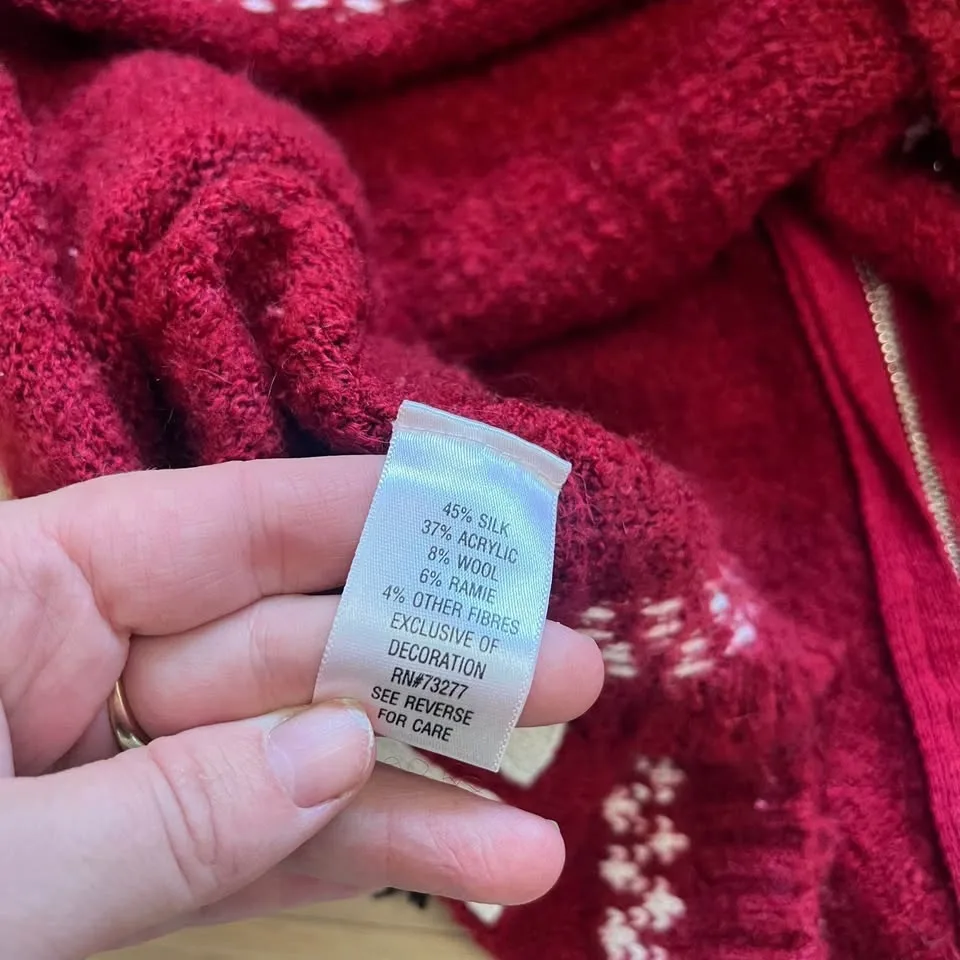 45% SILK
37% ACRYLIC
8% WOOL
6% RAMIE
4% OTHER FIBRES
EXCLUSIVE OF
DECORATION
RN#73277
SEE REVERSE
FOR CARE